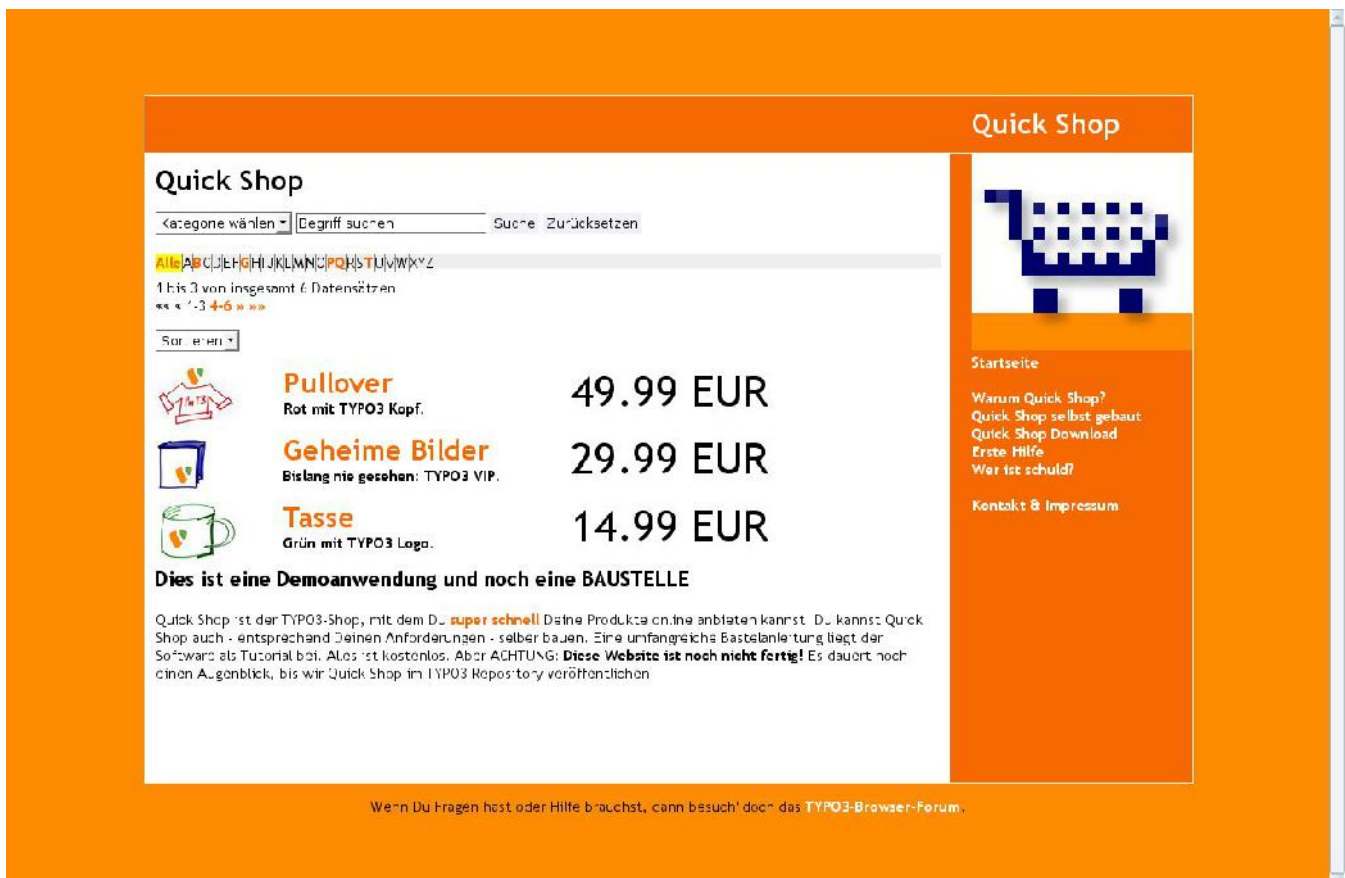 Quick Shop
Quick Shop
Kategorie wählen Begriff suchen Suche Zurücksetzen
Alle|A|B|C|D|E|F|G|H|I|J|K|L|M|N|O|P|Q|R|S|T|U|V|W|X|Y|Z
1 bis 3 von insgesamt 6 Datensätzen
«« « 1-3 4-6 » »»
Sortieren
Pullover 49.99 EUR
Rot mit TYPO3 Kopf.
Geheime Bilder 29.99 EUR
Bislang nie gesehen: TYPO3 VIP.
Tasse 14.99 EUR
Grün mit TYPO3 Logo.
Dies ist eine Demoanwendung und noch eine BAUSTELLE
Quick Shop ist der TYPO3-Shop, mit dem Du super schnell Deine Produkte online anbieten kannst. Du kannst Quick
Shop auch - entsprechend Deinen Anforderungen - selber bauen. Eine umfangreiche Bastelanleitung liegt der
Software als Tutorial bei. Alles ist kostenlos. Aber ACHTUNG: Diese Website ist noch nicht fertig! Es dauert noch
einen Augenblick, bis wir Quick Shop im TYPO3 Repository veröffentlichen
Startseite
Warum Quick Shop?
Quick Shop selbst gebaut
Quick Shop Download
Erste Hilfe
Wer ist schuld?
Kontakt & Impressum
Wenn Du Fragen hast oder Hilfe brauchst, dann besuch' doch das TYPO3-Browser-Forum.